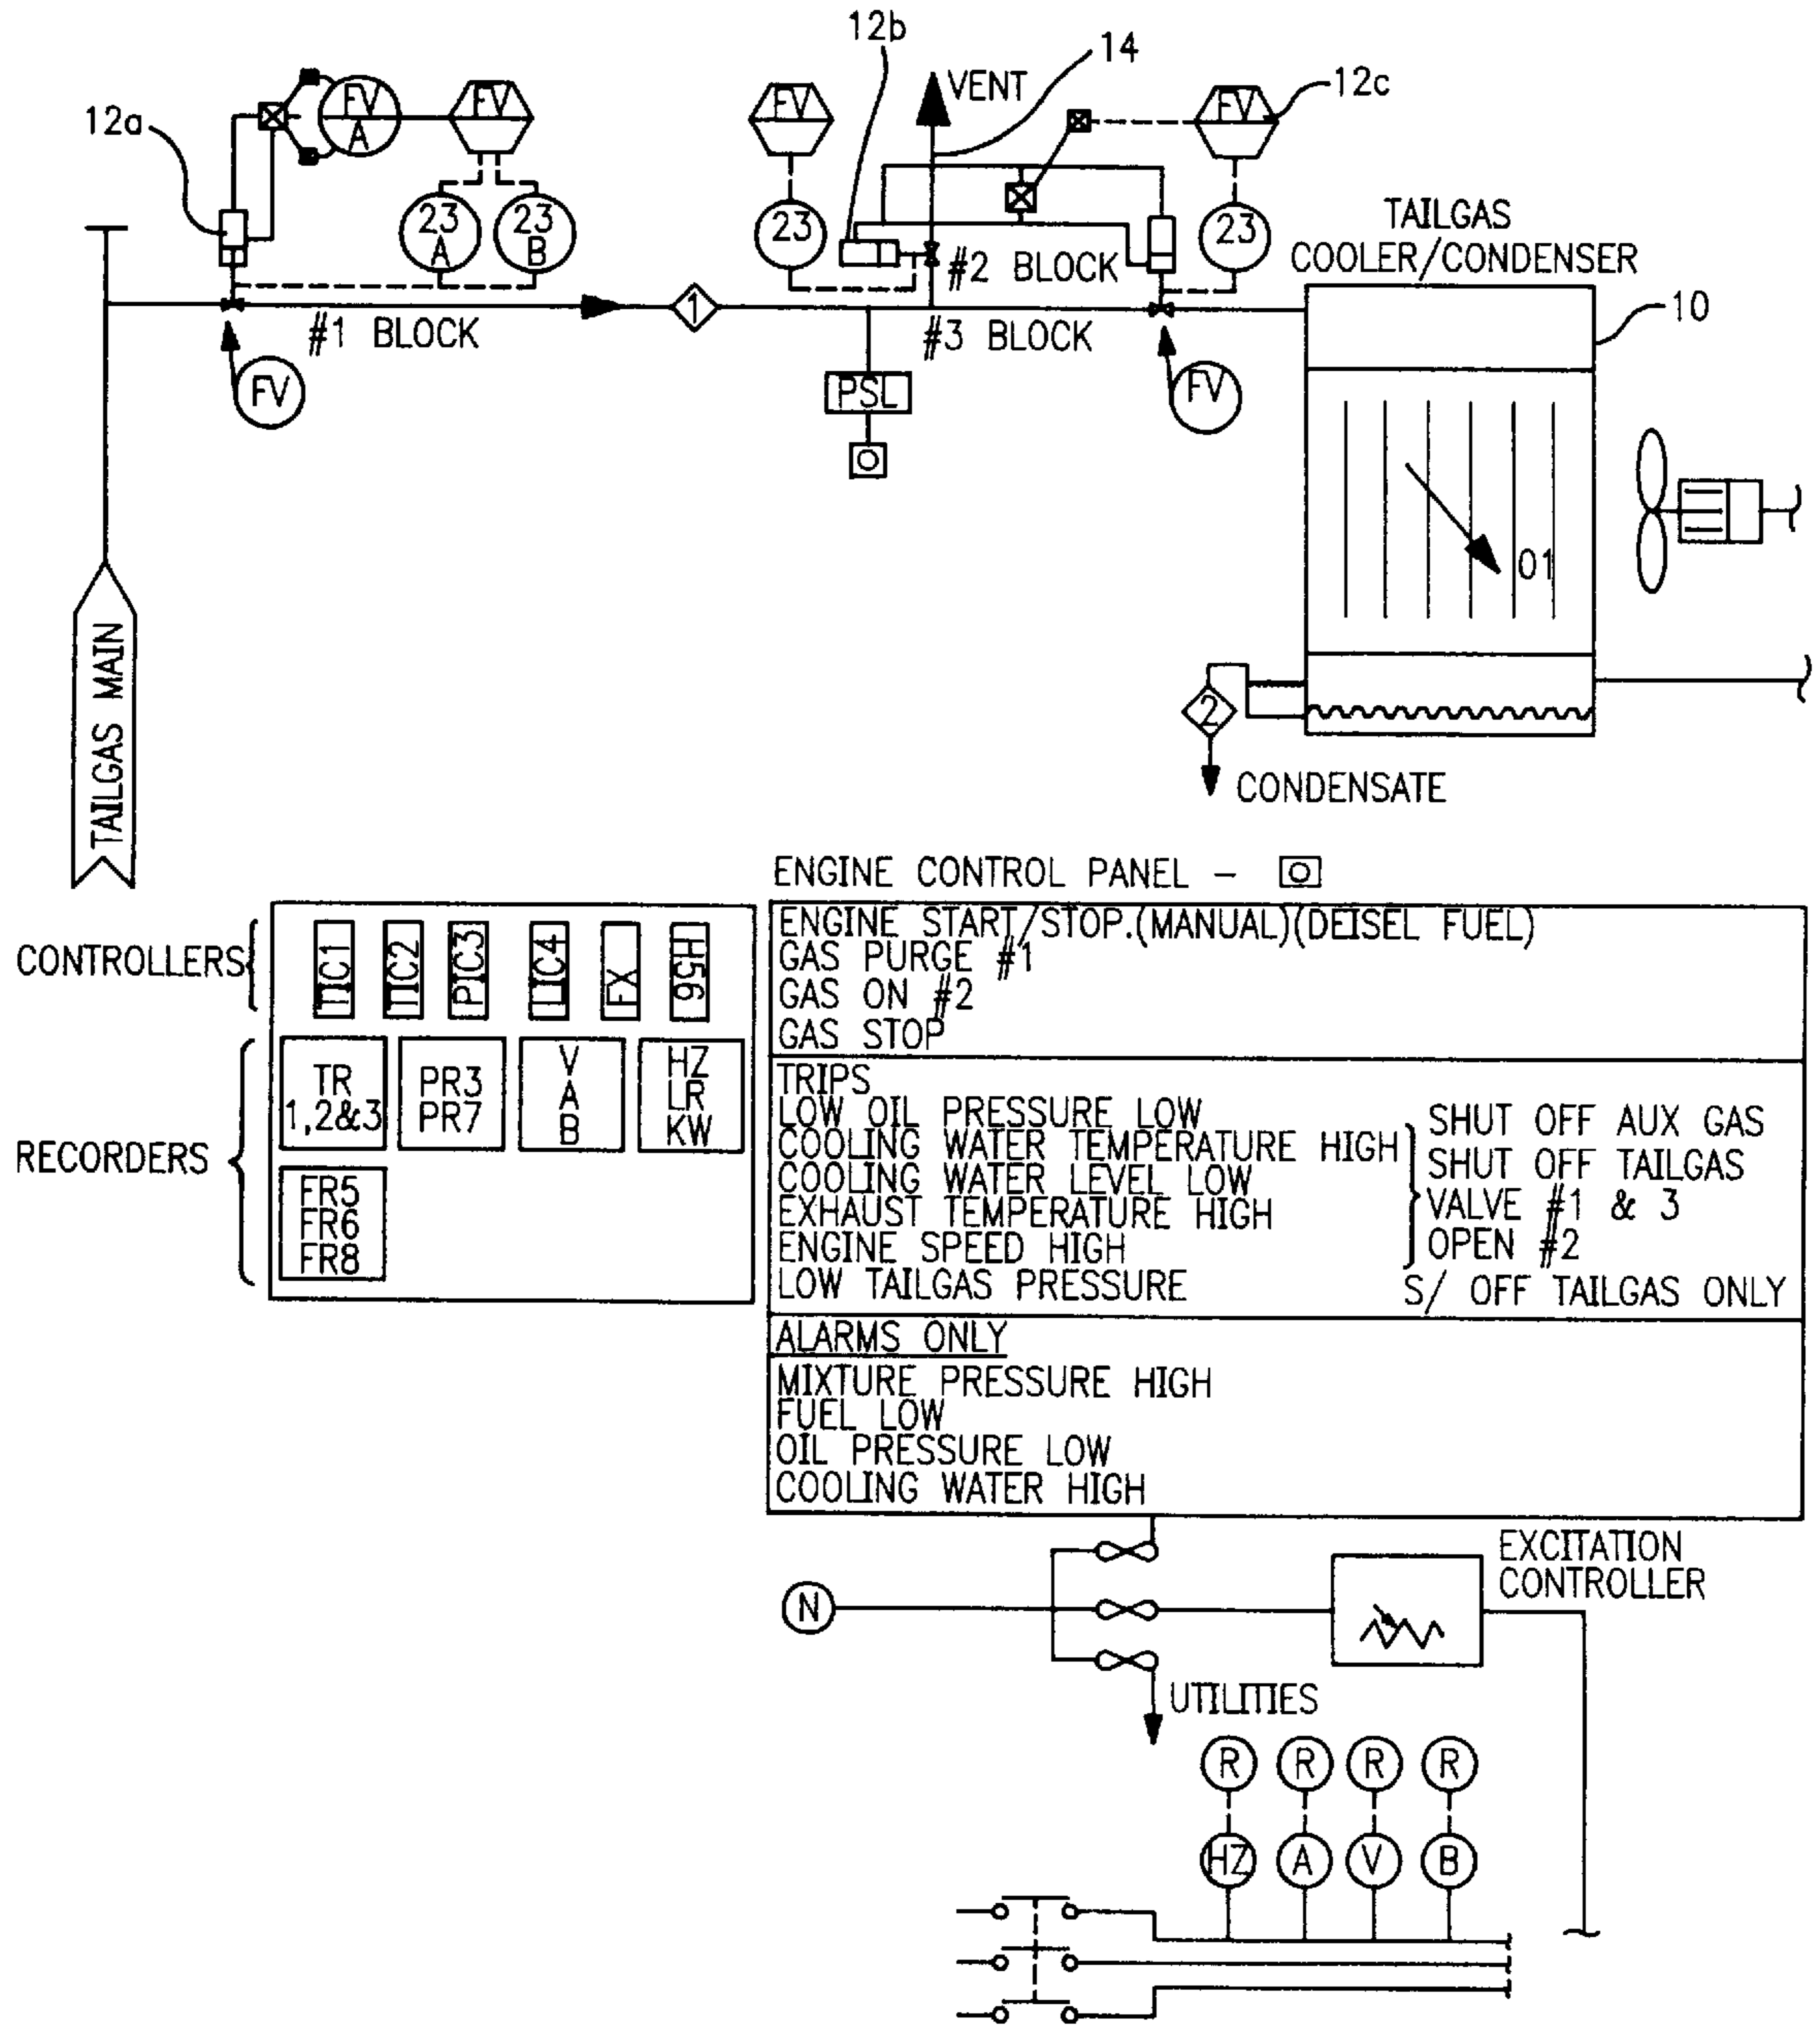 12b
14
VENT
12c
12a
FV
A
FV
FV
FV
23
A
23
B
23
23
#2 BLOCK
TAILGAS
COOLER/CONDENSER
10
#1 BLOCK
1
#3 BLOCK
FV
PSL
O
FV
01
TAILGAS MAIN
2
CONDENSATE
ENGINE CONTROL PANEL - O
CONTROLLERS
TIC1
TIC2
PIC3
LIC4
FX
H56
RECORDERS
TR
1,2&3
PR3
PR7
V
A
B
HZ
LR
KW
FR5
FR6
FR8
ENGINE START/STOP.(MANUAL)(DEISEL FUEL)
GAS PURGE #1
GAS ON #2
GAS STOP
TRIPS
LOW OIL PRESSURE LOW
COOLING WATER TEMPERATURE HIGH
COOLING WATER LEVEL LOW
EXHAUST TEMPERATURE HIGH
ENGINE SPEED HIGH
LOW TAILGAS PRESSURE
SHUT OFF AUX GAS
SHUT OFF TAILGAS
VALVE #1 & 3
OPEN #2
S/ OFF TAILGAS ONLY
ALARMS ONLY
MIXTURE PRESSURE HIGH
FUEL LOW
OIL PRESSURE LOW
COOLING WATER HIGH
N
EXCITATION
CONTROLLER
UTILITIES
R R R R
HZ A V B